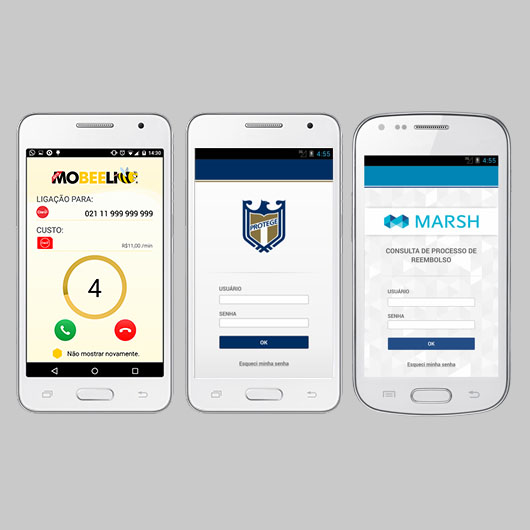 14:30
MOBEELINE
LIGAÇÃO PARA:
021 11 999 999 999
CUSTO:
R$11,00 /min
4
Não mostrar novamente.
4:55
PROTEGE
USUÁRIO
SENHA
OK
Esqueci minha senha
4:55
MARSH
CONSULTA DE PROCESSO DE
REEMBOLSO
USUÁRIO
SENHA
OK
Esqueci minha senha